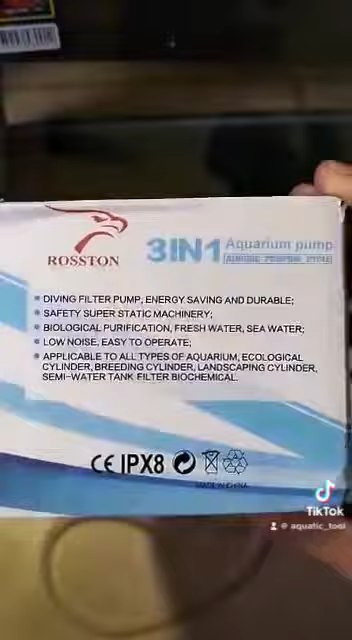 ROSSTON
3IN1
Aquarium pump
DIVING FILTER PUMP, ENERGY SAVING AND DURABLE;
SAFETY SUPER STATIC MACHINERY;
BIOLOGICAL PURIFICATION, FRESH WATER, SEA WATER;
LOW NOISE, EASY TO OPERATE;
APPLICABLE TO ALL TYPES OF AQUARIUM, ECOLOGICAL
CYLINDER, BREEDING CYLINDER, LANDSCAPING CYLINDER,
SEMI-WATER TANK FILTER BIOCHEMICAL.
CE IPX8
MADE IN CHINA
TikTok
@ aquatic_tool